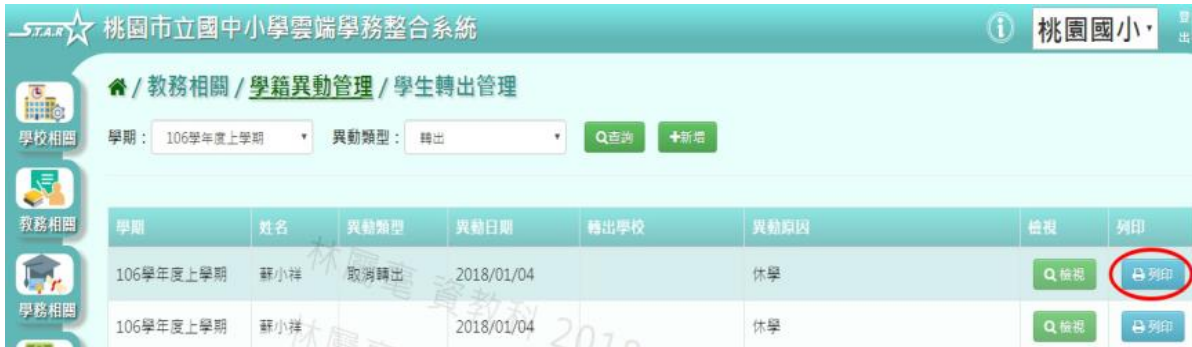 S.T.A.R 桃園市立國中小學雲端學務整合系統 桃園國小 登出
/ 教務相關 / 學籍異動管理 / 學生轉出管理
學校相關
學期： 106學年度上學期 異動類型： 轉出 查詢 新增
教務相關
學期 姓名 異動類型 異動日期 轉出學校 異動原因 檢視 列印
106學年度上學期 蘇小祥 取消轉出 2018/01/04 休學 檢視 列印
學務相關
106學年度上學期 蘇小祥 2018/01/04 休學 檢視 列印